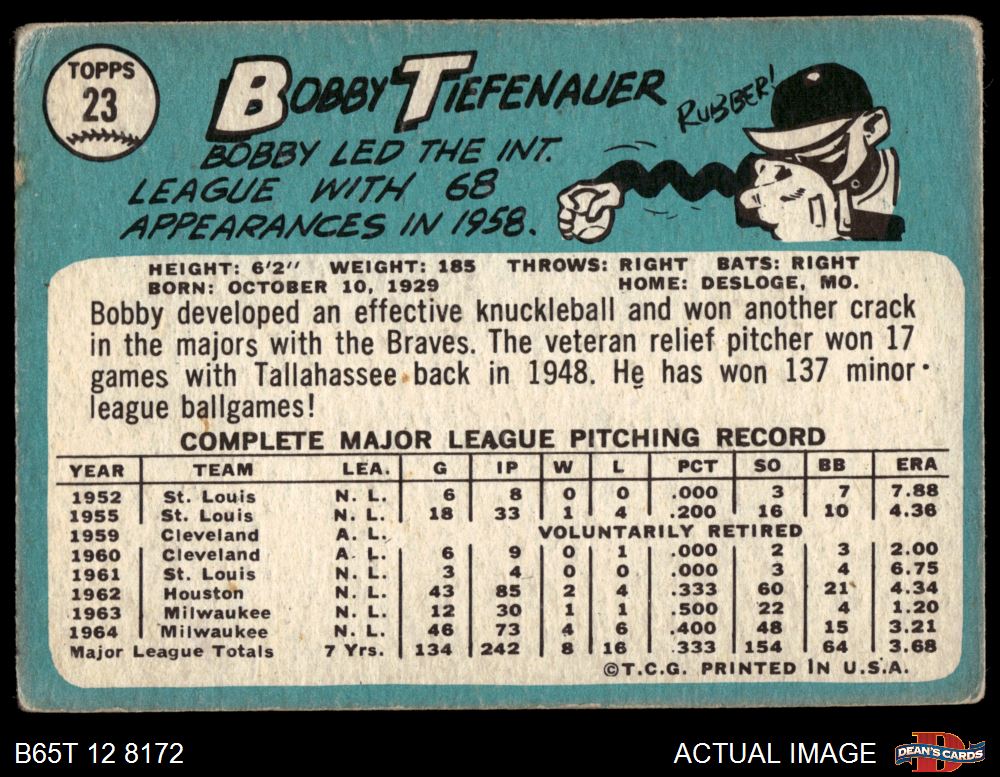 TOPPS
23
BOBBY TIEFENAUER
RUBBER!
BOBBY LED THE INT.
LEAGUE WITH 68
APPEARANCES IN 1958.
HEIGHT: 6'2" WEIGHT: 185 THROWS: RIGHT BATS: RIGHT
BORN: OCTOBER 10, 1929 HOME: DESLOGE, MO.
Bobby developed an effective knuckleball and won another crack
in the majors with the Braves. The veteran relief pitcher won 17
games with Tallahassee back in 1948. He has won 137 minor
league ballgames!
COMPLETE MAJOR LEAGUE PITCHING RECORD
YEAR TEAM LEA. G IP W L PCT SO BB ERA
1952 St. Louis N. L. 6 8 0 0 .000 3 7 7.88
1955 St. Louis N. L. 18 33 1 4 .200 16 10 4.36
1959 Cleveland A. L. VOLUNTARILY RETIRED
1960 Cleveland A. L. 6 9 0 1 .000 2 3 2.00
1961 St. Louis N. L. 3 4 0 0 .000 3 4 6.75
1962 Houston N. L. 43 85 2 4 .333 60 21 4.34
1963 Milwaukee N. L. 12 30 1 1 .500 22 4 1.20
1964 Milwaukee N. L. 46 73 4 6 .400 48 15 3.21
Major League Totals 7 Yrs. 134 242 8 16 .333 154 64 3.68
©T.C.G. PRINTED IN U.S.A.
B65T 12 8172 ACTUAL IMAGE DEAN'S CARDS